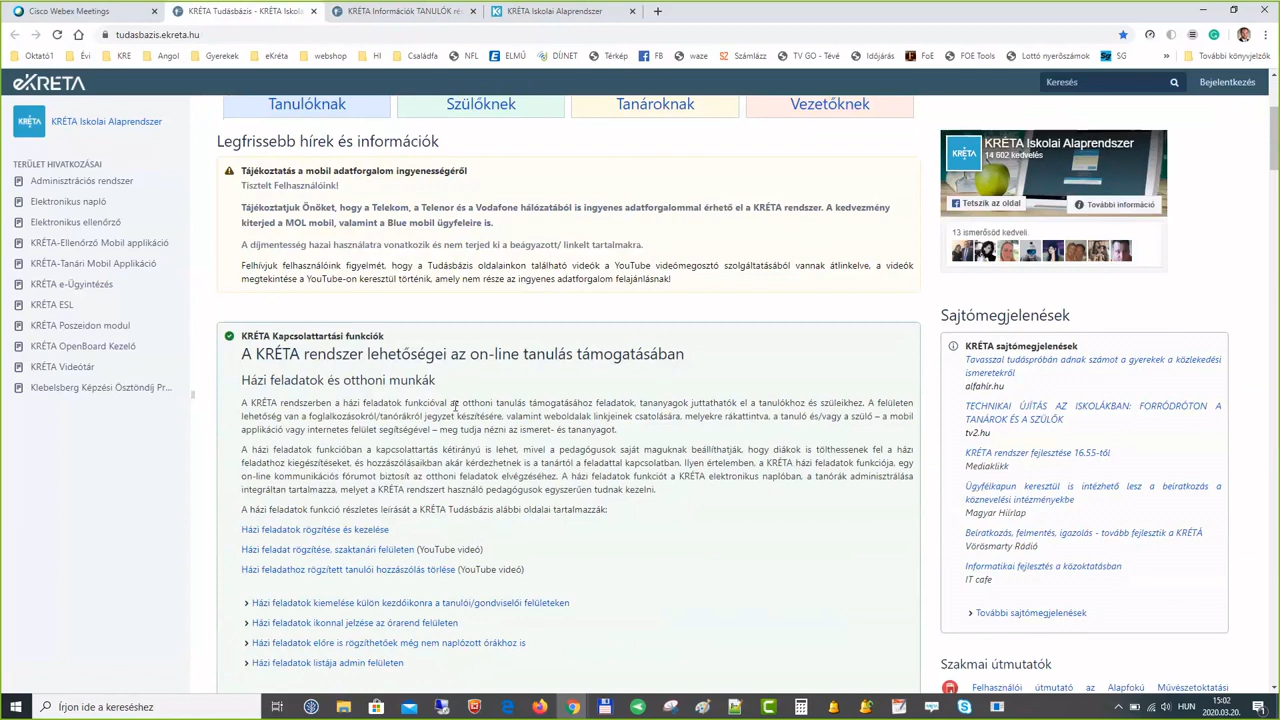 Cisco Webex Meetings
KRÉTA Tudásbázis - KRÉTA Iskol
KRÉTA Információk TANULÓK ré
KRÉTA Iskolai Alaprendszer
tudasbazis.ekreta.hu
Oktató1 Évi KRE Angol Gyerekek eKréta webshop HI Családfa NFL ELMŰ DÜNET Térkép FB waze Számlázz TV GO - Tévé Időjárás FoE FOE Tools Lottó nyerőszámok SG » További könyvjelzők
eKRÉTA
Keresés
Bejelentkezés
KRÉTA Iskolai Alaprendszer
TERÜLET HIVATKOZÁSAI
Adminisztrációs rendszer
Elektronikus napló
Elektronikus ellenőrző
KRÉTA-Ellenőrző Mobil applikáció
KRÉTA-Tanári Mobil Applikáció
KRÉTA e-Ügyintézés
KRÉTA ESL
KRÉTA Poszeidon modul
KRÉTA OpenBoard Kezelő
KRÉTA Videótár
Klebelsberg Képzési Ösztöndíj Pr...
Tanulóknak Szülőknek Tanároknak Vezetőknek
Legfrissebb hírek és információk
Tájékoztatás a mobil adatforgalom ingyenességéről
Tisztelt Felhasználóink!
Tájékoztatjuk Önöket, hogy a Telekom, a Telenor és a Vodafone hálózatából is ingyenes adatforgalommal érhető el a KRÉTA rendszer. A kedvezmény
kiterjed a MOL mobil, valamint a Blue mobil ügyfeleire is.
A díjmentesség hazai használatra vonatkozik és nem terjed ki a beágyazott/ linkelt tartalmakra.
Felhívjuk felhasználóink figyelmét, hogy a Tudásbázis oldalainkon található videók a YouTube videómegosztó szolgáltatásából vannak átlinkelve, a videók
megtekintése a YouTube-on keresztül történik, amely nem része az ingyenes adatforgalom felajánlásnak!
KRÉTA Kapcsolattartási funkciók
A KRÉTA rendszer lehetőségei az on-line tanulás támogatásában
Házi feladatok és otthoni munkák
A KRÉTA rendszerben a házi feladatok funkcióval az otthoni tanulás támogatásához feladatok, tananyagok juttathatók el a tanulókhoz és szüleikhez. A felületen
lehetőség van a foglalkozásokról/tanórákról jegyzet készítésére, valamint weboldalak linkjeinek csatolására, melyekre rákattintva, a tanuló és/vagy a szülő – a mobil
applikáció vagy internetes felület segítségével – meg tudja nézni az ismeret- és tananyagot.
A házi feladatok funkcióban a kapcsolattartás kétirányú is lehet, mivel a pedagógusok saját maguknak beállíthatják, hogy diákok is tölthessenek fel a házi
feladathoz kiegészítéseket, és hozzászólásaikban akár kérdezhetnek is a tanártól a feladattal kapcsolatban. Ilyen értelemben, a KRÉTA házi feladatok funkciója, egy
on-line kommunikációs fórumot biztosít az otthoni feladatok elvégzéséhez. A házi feladatok funkciót a KRÉTA elektronikus naplóban, a tanórák adminisztrálása
integráltan tartalmazza, melyet a KRÉTA rendszert használó pedagógusok egyszerűen tudnak kezelni.
A házi feladatok funkció részletes leírását a KRÉTA Tudásbázis alábbi oldalai tartalmazzák:
Házi feladatok rögzítése és kezelése
Házi feladat rögzítése, szaktanári felületen (YouTube videó)
Házi feladathoz rögzített tanulói hozzászólás törlése (YouTube videó)
› Házi feladatok kiemelése külön kezdőikonra a tanulói/gondviselői felületeken
› Házi feladatok ikonnal jelzése az órarend felületen
› Házi feladatok előre is rögzíthetőek még nem naplózott órákhoz is
› Házi feladatok listája admin felületen
KRÉTA
KRÉTA Iskolai Alaprendszer
14 602 kedvelés
Tetszik az oldal
További információ
13 ismerősöd kedveli.
Sajtómegjelenések
KRÉTA sajtómegjelenések
Tavasszal tudáspróbán adnak számot a gyerekek a közlekedési
ismereteikről
alfahir.hu
TECHNIKAI ÚJÍTÁS AZ ISKOLÁKBAN: FORRÓDRÓTON A
TANÁROK ÉS A SZÜLŐK
tv2.hu
KRÉTA rendszer fejlesztése 16.55-től
Mediaklikk
Ügyfélkapun keresztül is intézhető lesz a beiratkozás a
köznevelési intézményekbe
Magyar Hírlap
Beiratkozás, felmentés, igazolás - tovább fejlesztik a KRÉTÁ
Vörösmarty Rádió
Informatikai fejlesztés a közoktatásban
IT cafe
› További sajtómegjelenések
Szakmai útmutatók
Felhasználói útmutató az Alapfokú Művészetoktatási
Írjon ide a kereséshez
HUN
15:02
2020.03.20.